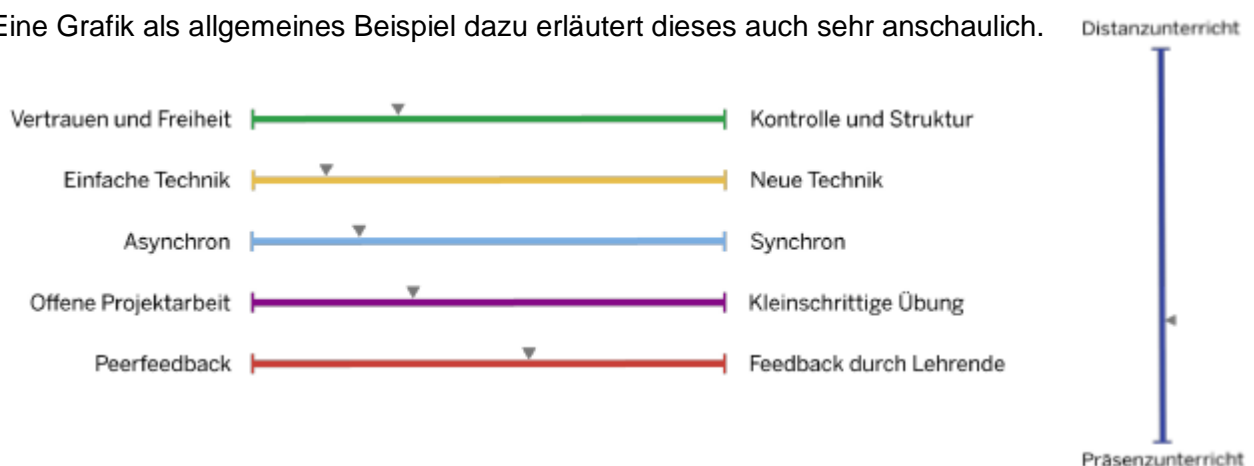 Eine Grafik als allgemeines Beispiel dazu erläutert dieses auch sehr anschaulich.
Distanzunterricht
Vertrauen und Freiheit Kontrolle und Struktur
Einfache Technik Neue Technik
Asynchron Synchron
Offene Projektarbeit Kleinschrittige Übung
Peerfeedback Feedback durch Lehrende
Präsenzunterricht